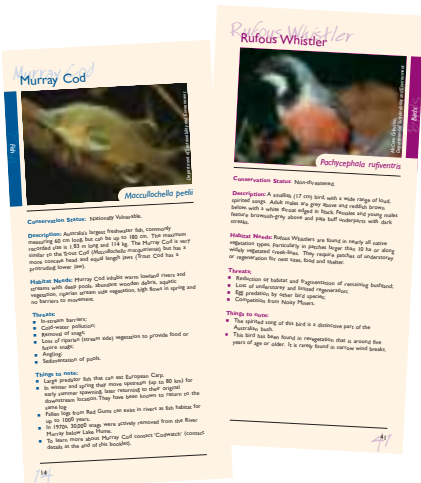 Murray Cod
Murray Cod
Fish
Department of Sustainability and Environment
Maccullochella peelii
Conservation Status: Nationally Vulnerable.
Description: Australia's largest freshwater fish, commonly
measuring 60 cm long but can be up to 180 cm. The maximum
recorded size is 1.83 m long and 114 kg. The Murray Cod is very
similar to the Trout Cod (Maccullochella macquariensis) but has a
more concave head and equal length jaws (Trout Cod has a
protruding lower jaw).
Habitat Needs: Murray Cod inhabit warm lowland rivers and
streams with deep pools, abundant wooden debris, aquatic
vegetation, riparian stream side vegetation, high flows in spring and
no barriers to movement.
Threats:
In-stream barriers;
Cold-water pollution;
Removal of snags;
Loss of riparian (stream side) vegetation to provide food or
future snags;
Angling;
Sedimentation of pools.
Things to note:
Large predator fish that can eat European Carp.
In winter and spring they move upstream (up to 80 km) for
early summer spawning, later returning to their original
downstream location. They have been known to return to the
same log.
Fallen logs from Red Gums can exist in rivers as fish habitat for
up to 1000 years.
In 1970s 20,000 snags were actively removed from the River
Murray below Lake Hume.
To learn more about Murray Cod contact 'Codwatch' (contact
details at the end of this booklet).
14
14
Rufous Whistler
Rufous Whistler
Birds
Department of Sustainability and Environment
Pachycephala rufiventris
Conservation Status: Non-threatened.
Description: A smallish (17 cm) bird, with a wide range of loud,
spirited songs. Adult males are grey above and reddish brown
below, with a white throat edged in black. Females and young males
feature brownish-grey above and pale buff underparts with dark
streaks.
Habitat Needs: Rufous Whistlers are found in nearly all native
vegetation types, particularly in patches larger than 10 ha or along
widely vegetated creek-lines. They require patches of understorey
or regeneration for nest sites, food and shelter.
Threats:
Reduction of habitat and fragmentation of remaining bushland;
Loss of understorey and limited regeneration;
Egg predation by other bird species;
Competition from Noisy Miners.
Things to note:
The spirited song of this bird is a distinctive part of the
Australian bush.
This bird has been found in revegetation that is around five
years of age or older. It is rarely found in narrow wind breaks.
41
41